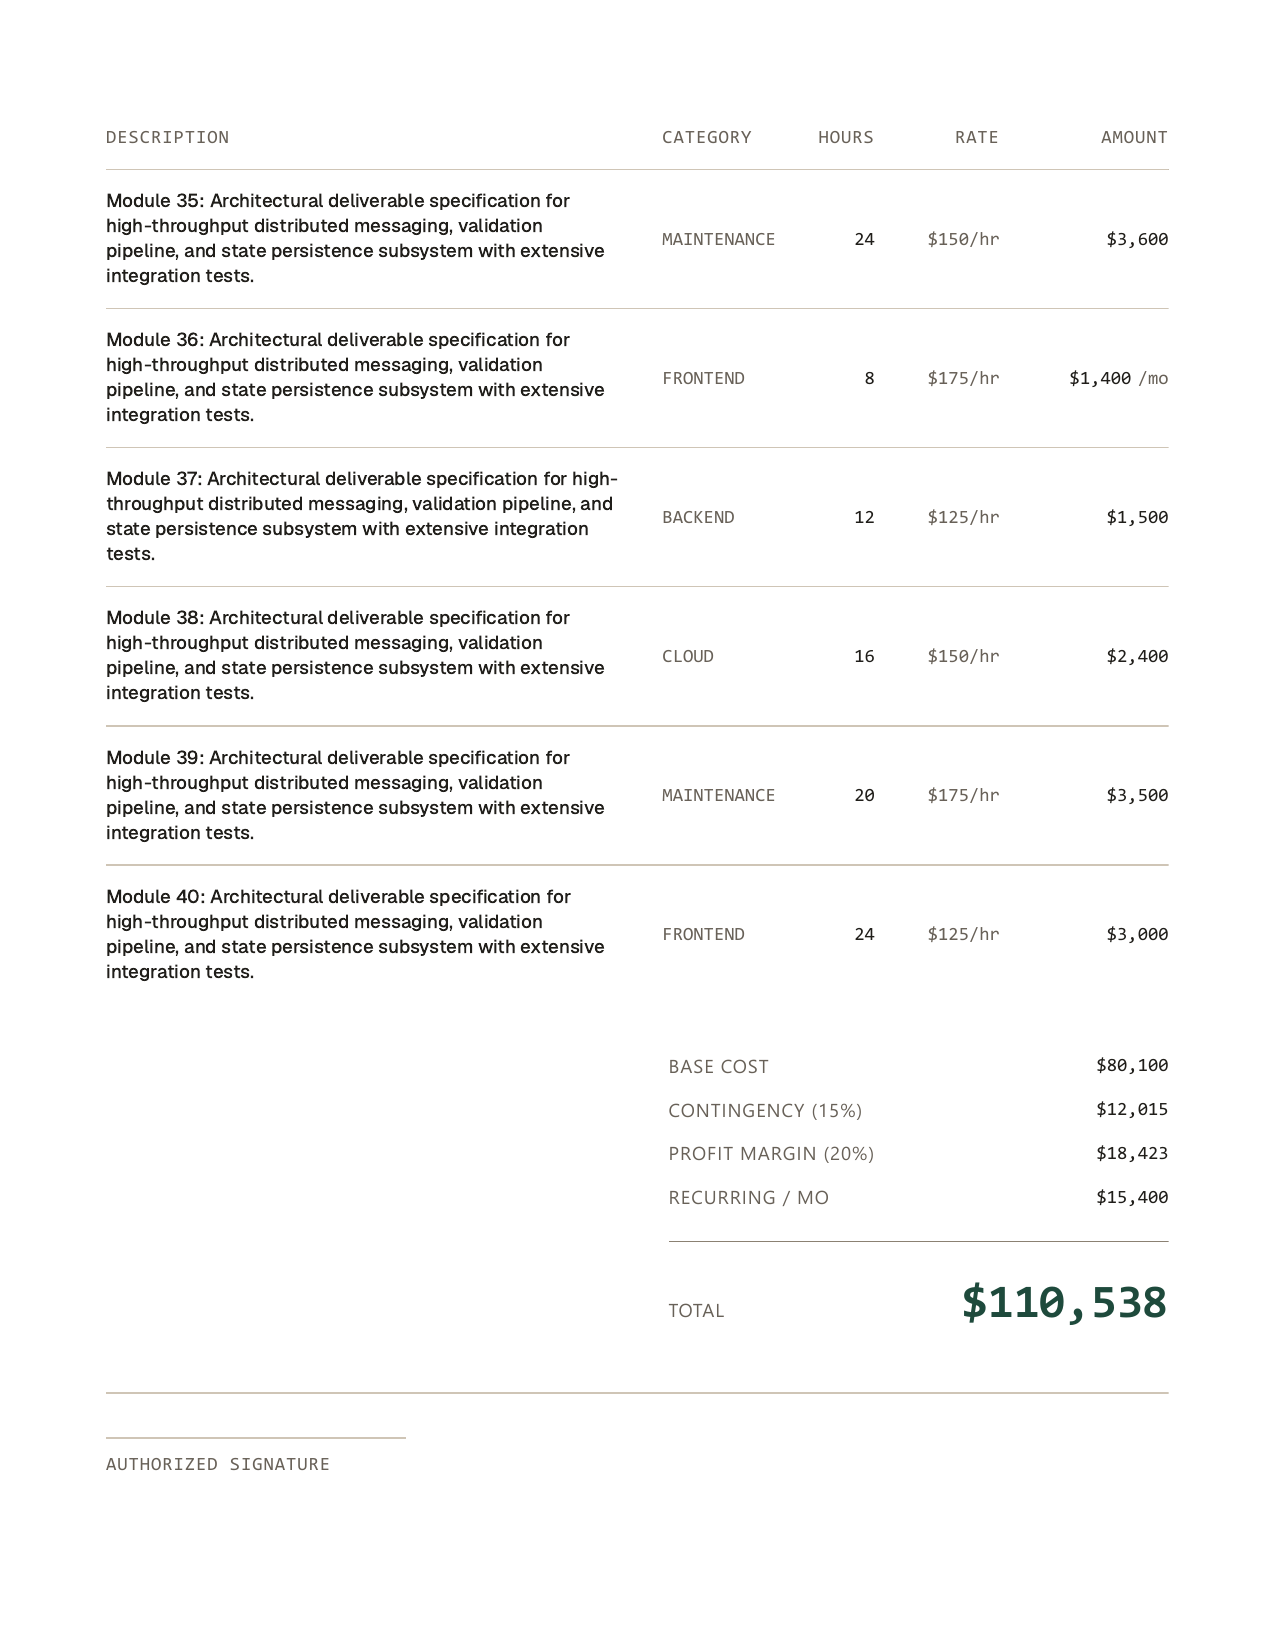 DESCRIPTION CATEGORY HOURS RATE AMOUNT
Module 35: Architectural deliverable specification for
high-throughput distributed messaging, validation
pipeline, and state persistence subsystem with extensive
integration tests.
MAINTENANCE 24 $150/hr $3,600
Module 36: Architectural deliverable specification for
high-throughput distributed messaging, validation
pipeline, and state persistence subsystem with extensive
integration tests.
FRONTEND 8 $175/hr $1,400 /mo
Module 37: Architectural deliverable specification for high-
throughput distributed messaging, validation pipeline, and
state persistence subsystem with extensive integration
tests.
BACKEND 12 $125/hr $1,500
Module 38: Architectural deliverable specification for
high-throughput distributed messaging, validation
pipeline, and state persistence subsystem with extensive
integration tests.
CLOUD 16 $150/hr $2,400
Module 39: Architectural deliverable specification for
high-throughput distributed messaging, validation
pipeline, and state persistence subsystem with extensive
integration tests.
MAINTENANCE 20 $175/hr $3,500
Module 40: Architectural deliverable specification for
high-throughput distributed messaging, validation
pipeline, and state persistence subsystem with extensive
integration tests.
FRONTEND 24 $125/hr $3,000
BASE COST $80,100
CONTINGENCY (15%) $12,015
PROFIT MARGIN (20%) $18,423
RECURRING / MO $15,400
TOTAL $110,538
AUTHORIZED SIGNATURE